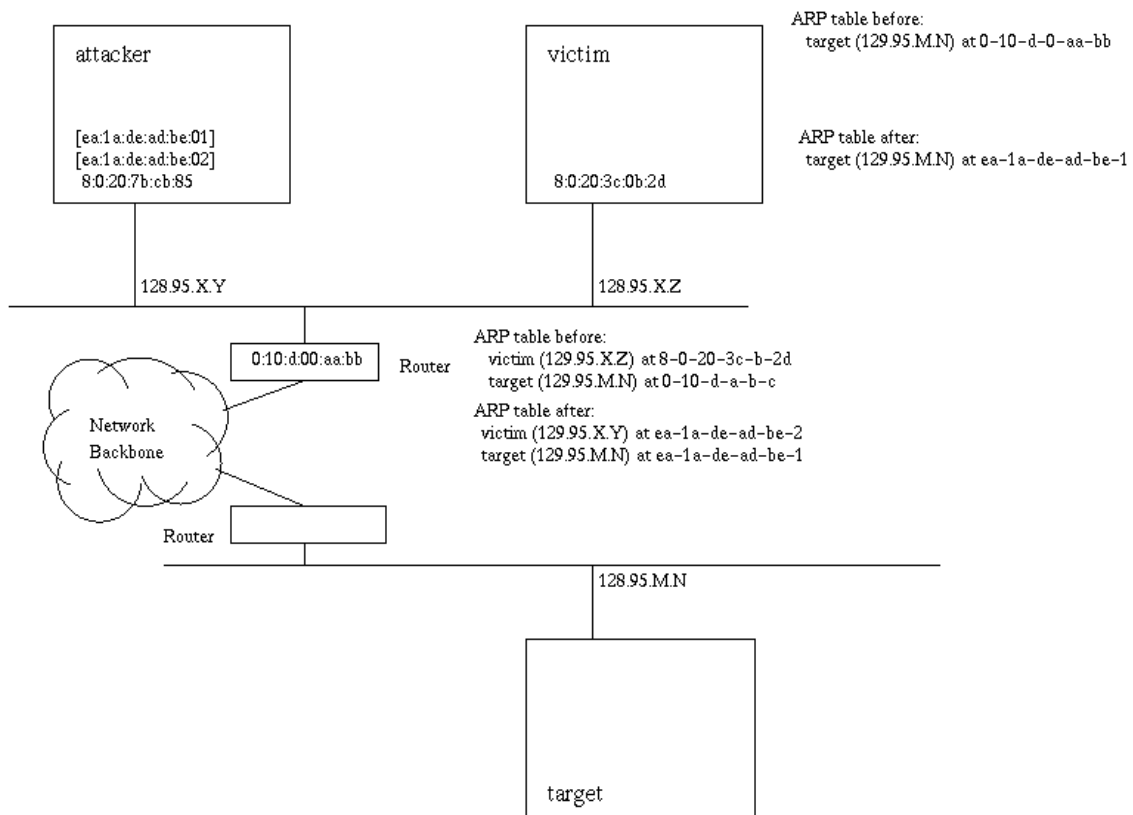 attacker
[ea:1a:de:ad:be:01]
[ea:1a:de:ad:be:02]
8:0:20:7b:cb:85
victim
8:0:20:3c:0b:2d
ARP table before:
target (129.95.M.N) at 0-10-d-0-aa-bb
ARP table after:
target (129.95.M.N) at ea-1a-de-ad-be-1
128.95.X.Y
128.95.X.Z
0:10:d:00:aa:bb
Router
ARP table before:
victim (129.95.X.Z) at 8-0-20-3c-b-2d
target (129.95.M.N) at 0-10-d-a-b-c
ARP table after:
victim (129.95.X.Y) at ea-1a-de-ad-be-2
target (129.95.M.N) at ea-1a-de-ad-be-1
Network
Backbone
Router
128.95.M.N
target